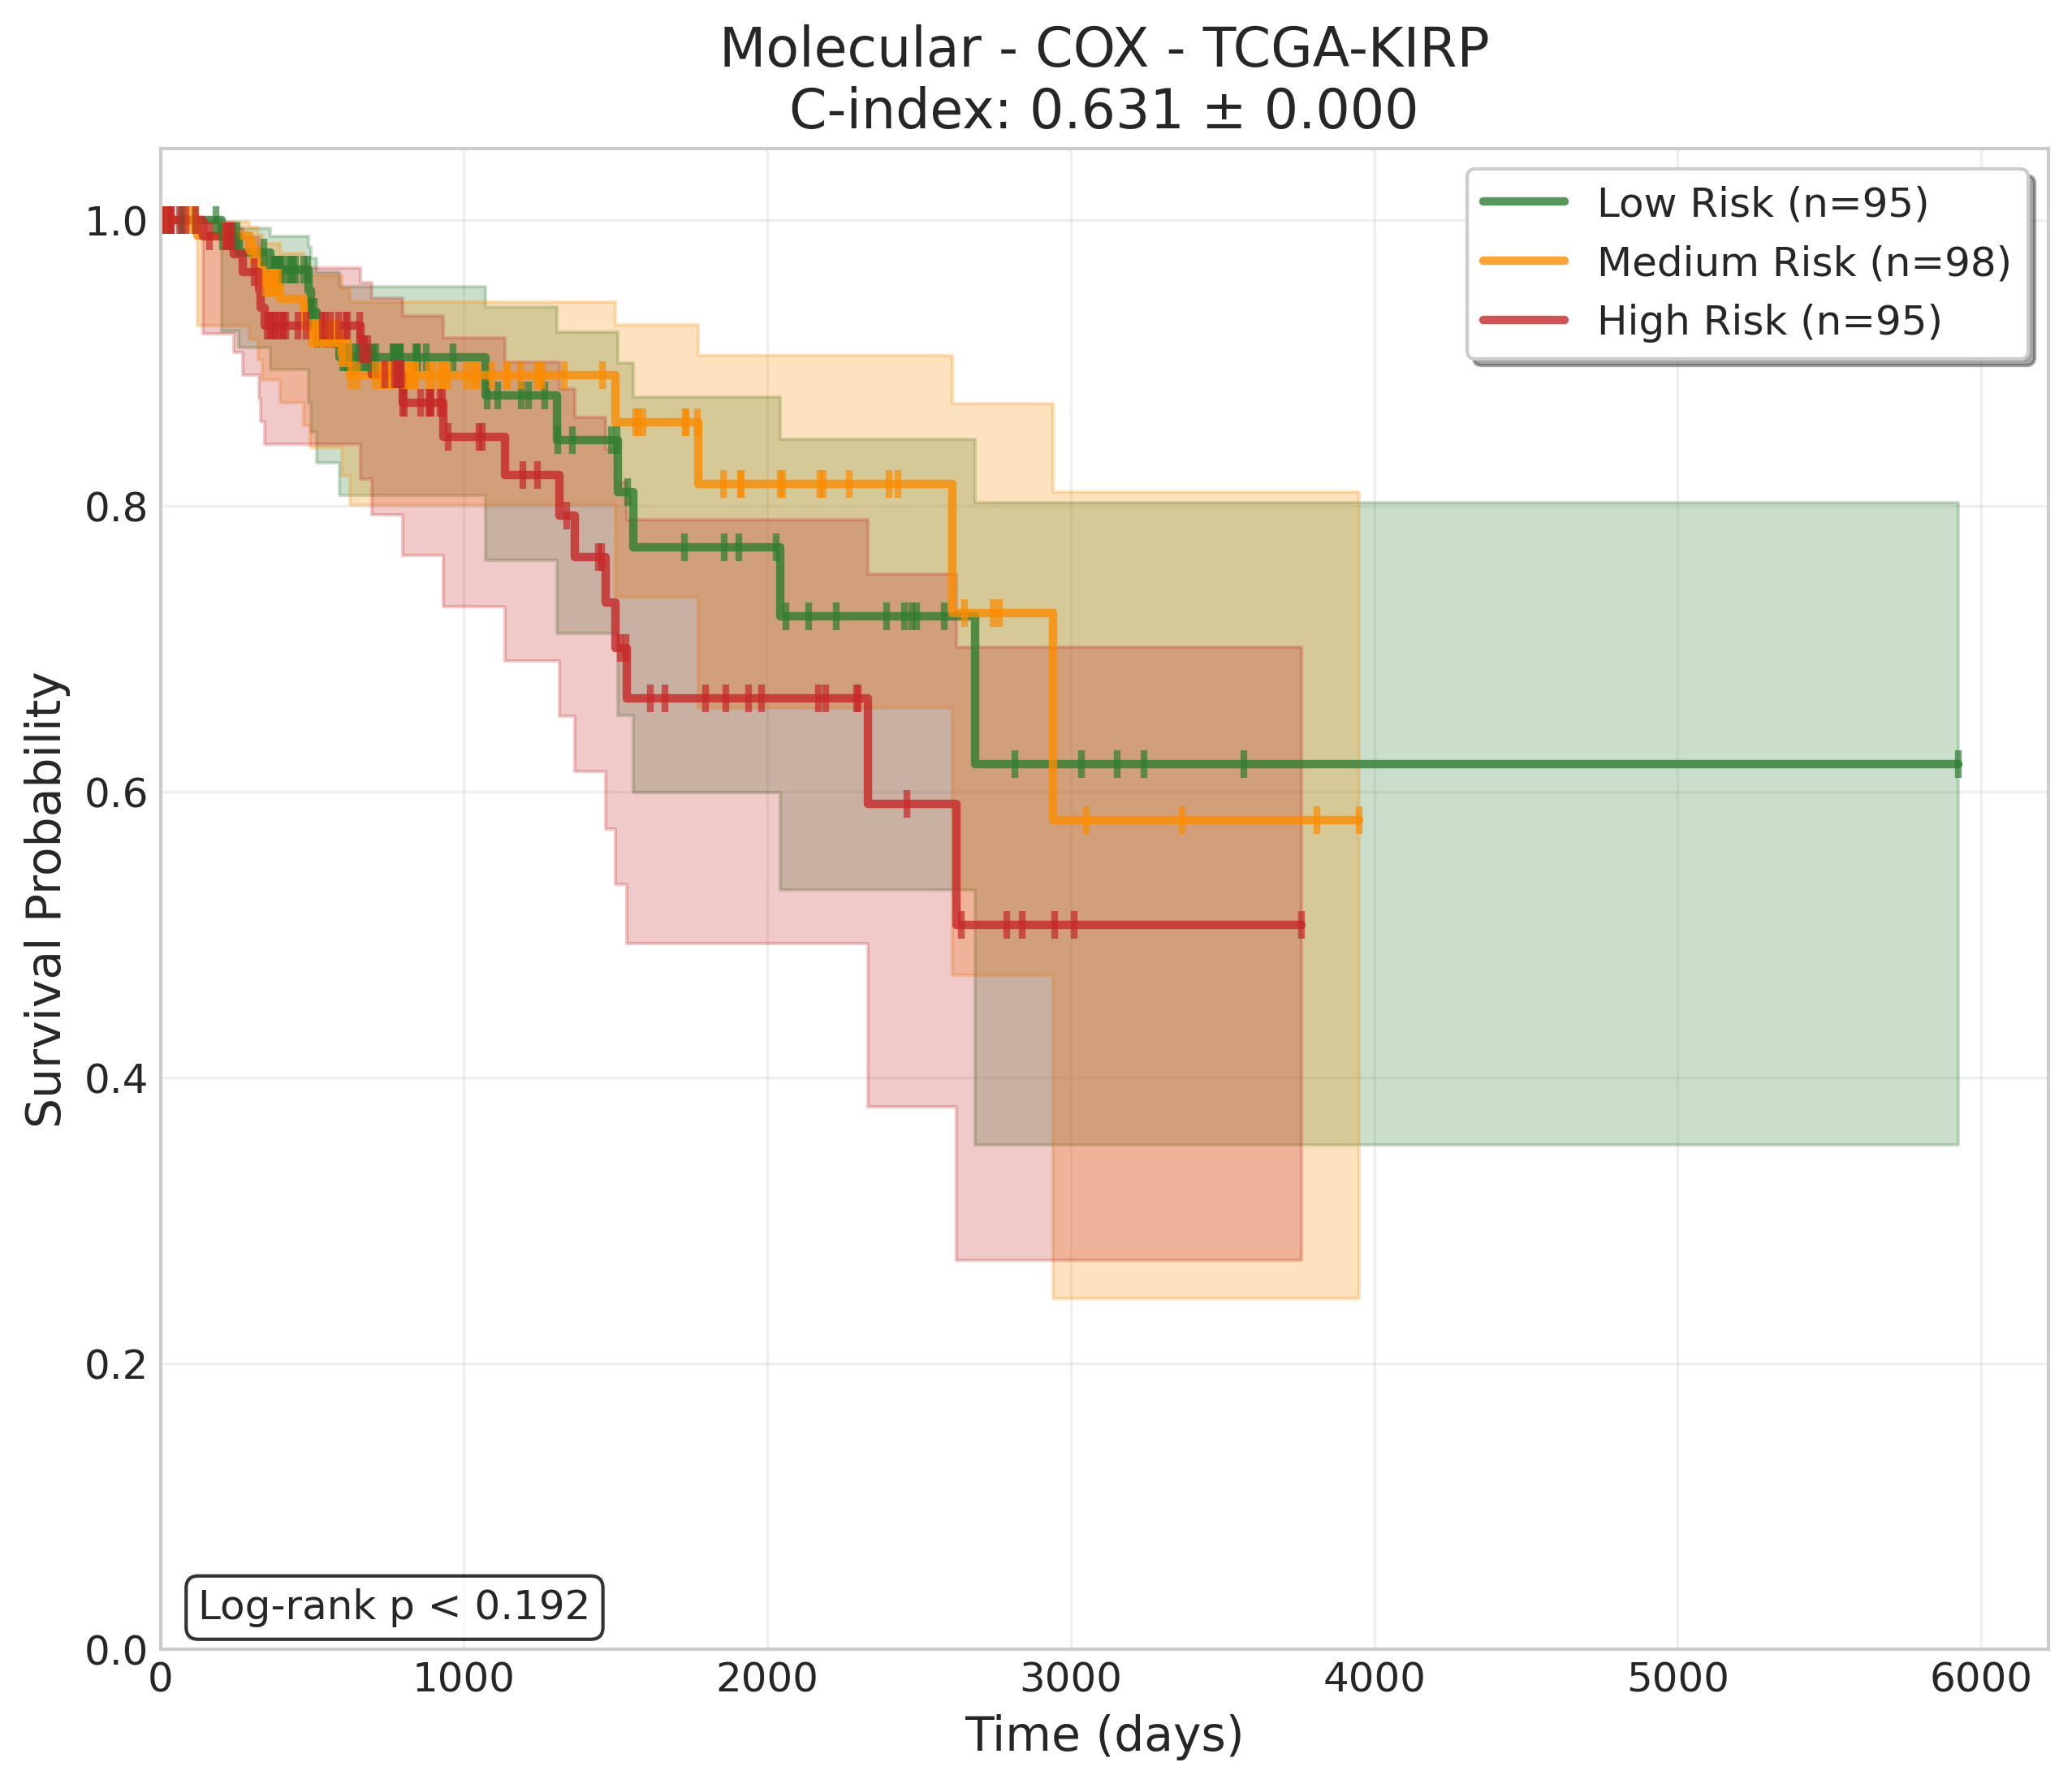 Molecular - COX - TCGA-KIRP
C-index: 0.631 ± 0.000
Low Risk (n=95)
Medium Risk (n=98)
High Risk (n=95)
Survival Probability
1.0
0.8
0.6
0.4
0.2
0.0
Log-rank p < 0.192
0 1000 2000 3000 4000 5000 6000
Time (days)